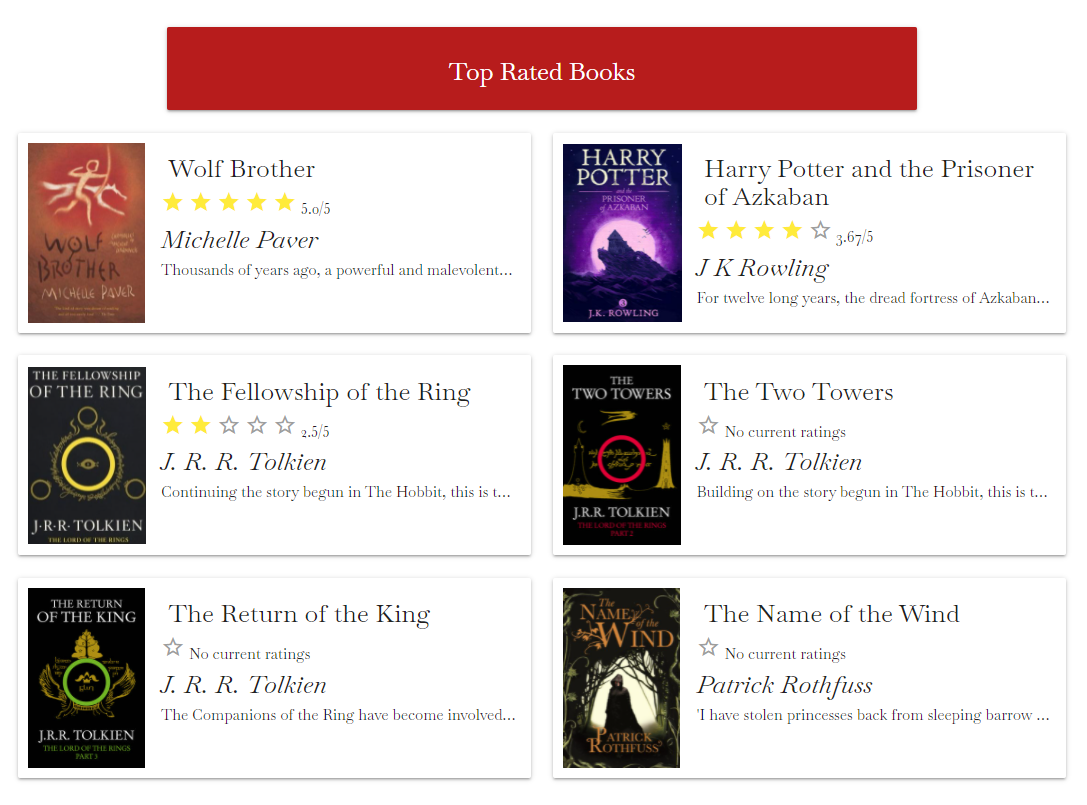 Top Rated Books
WOLF
BROTHER
MICHELLE PAVER
Wolf Brother
5.0/5
Michelle Paver
Thousands of years ago, a powerful and malevolent...
HARRY
POTTER
and the
PRISONER
of AZKABAN
3
J.K. ROWLING
Harry Potter and the Prisoner
of Azkaban
3.67/5
J K Rowling
For twelve long years, the dread fortress of Azkaban...
THE FELLOWSHIP
OF THE RING
J·R·R·TOLKIEN
THE LORD OF THE RINGS
The Fellowship of the Ring
2.5/5
J. R. R. Tolkien
Continuing the story begun in The Hobbit, this is t...
THE
TWO TOWERS
J.R.R. TOLKIEN
THE LORD OF THE RINGS
PART 2
The Two Towers
No current ratings
J. R. R. Tolkien
Building on the story begun in The Hobbit, this is t...
THE RETURN
OF THE KING
J.R.R. TOLKIEN
THE LORD OF THE RINGS
PART 3
The Return of the King
No current ratings
J. R. R. Tolkien
The Companions of the Ring have become involved...
The
NAME
of the
WIND
PATRICK
ROTHFUSS
The Name of the Wind
No current ratings
Patrick Rothfuss
'I have stolen princesses back from sleeping barrow ...